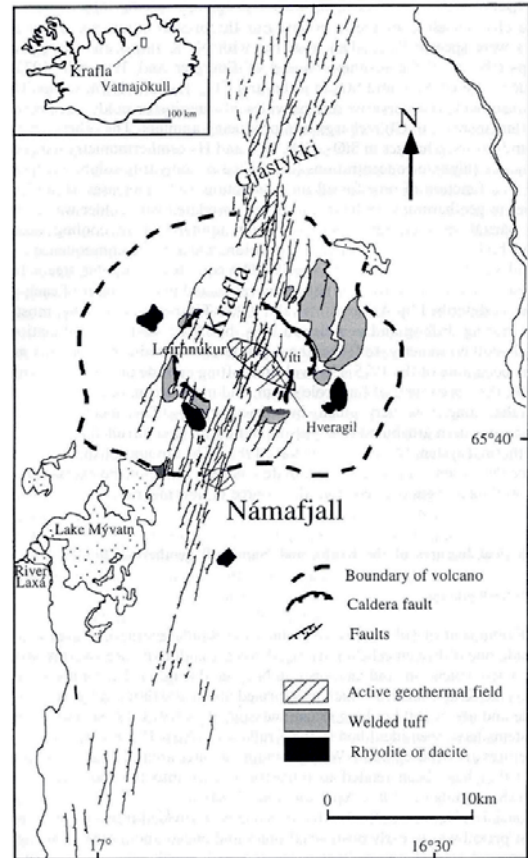 Krafla
Vatnajökull
100 km
N
Gjástykki
Krafla
Leirhnúkur
Víti
Hveragil
65°40'
Námafjall
Lake Mývatn
River
Laxá
Boundary of volcano
Caldera fault
Faults
Active geothermal field
Welded tuff
Rhyolite or dacite
0
10km
17°
16°30'